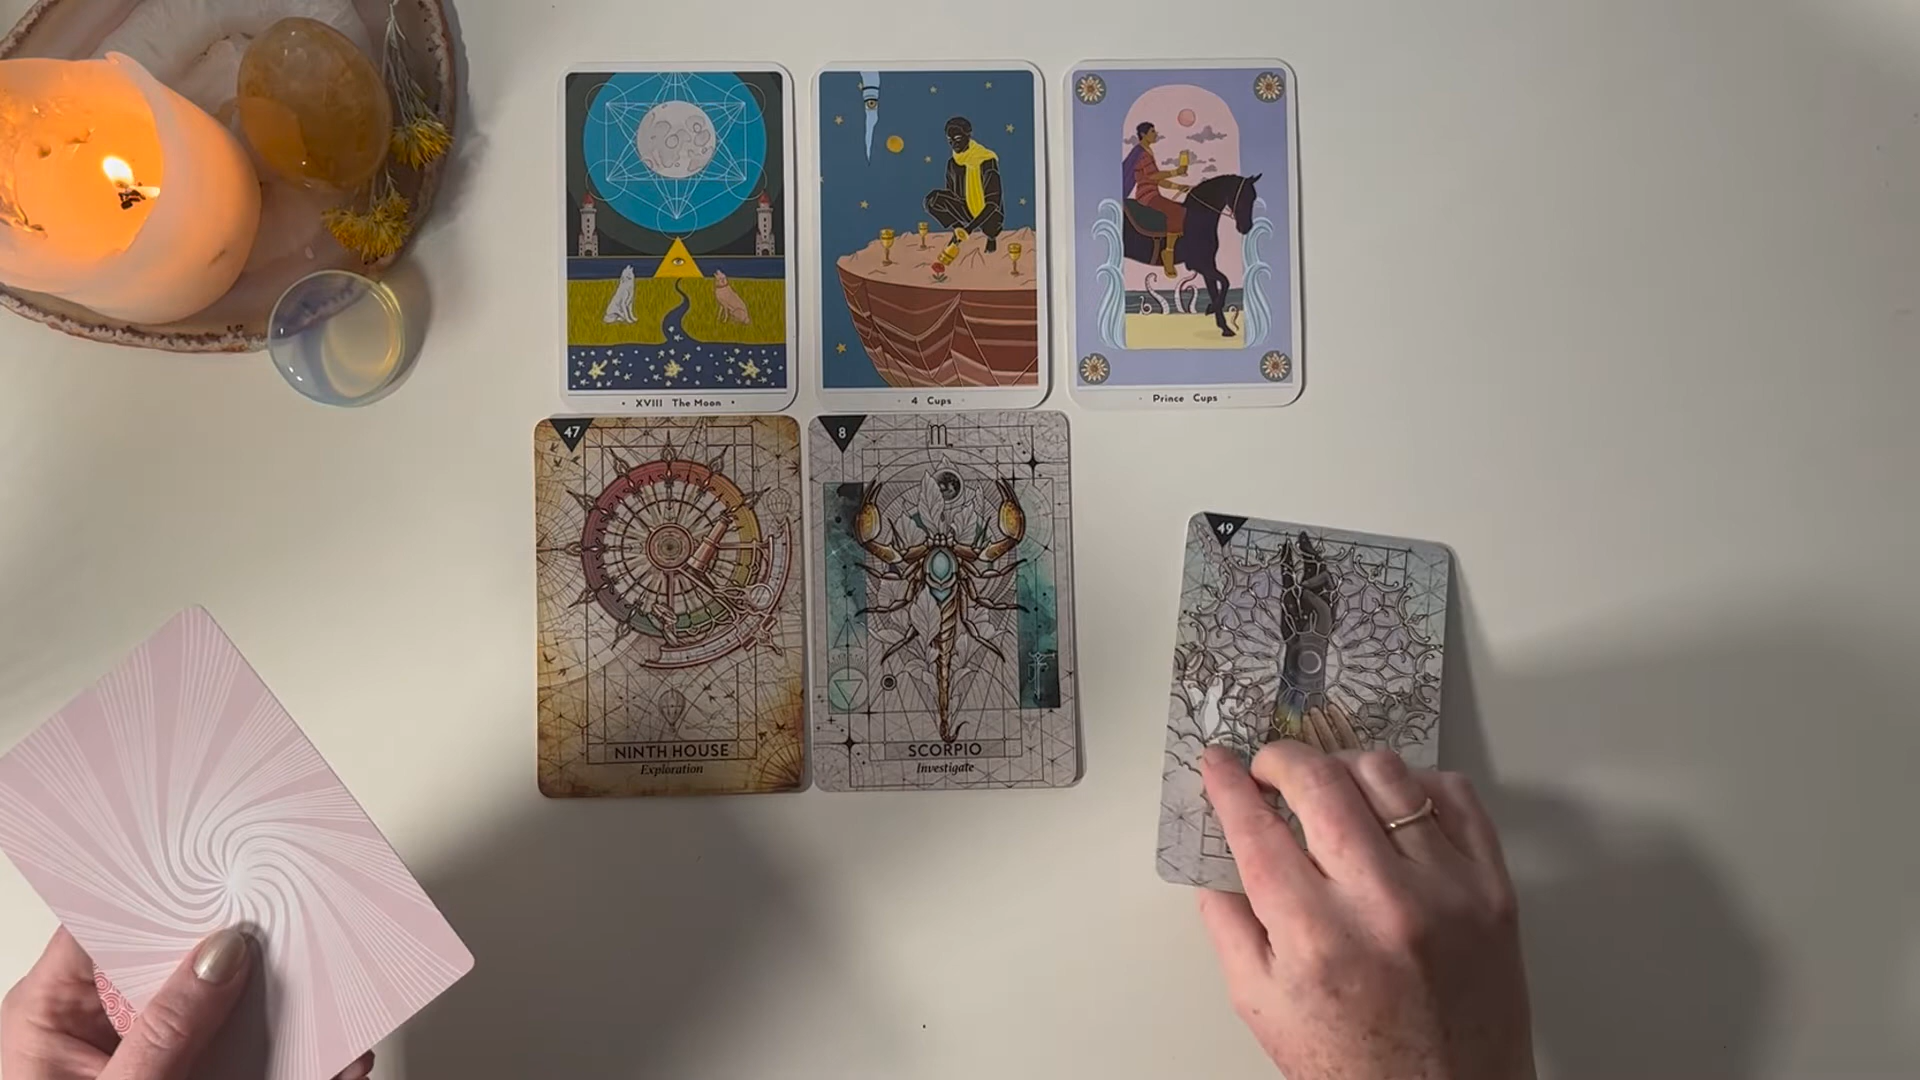 XVIII The Moon
4 Cups
Prince Cups
47
NINTH HOUSE
Exploration
8
SCORPIO
Investigate
49